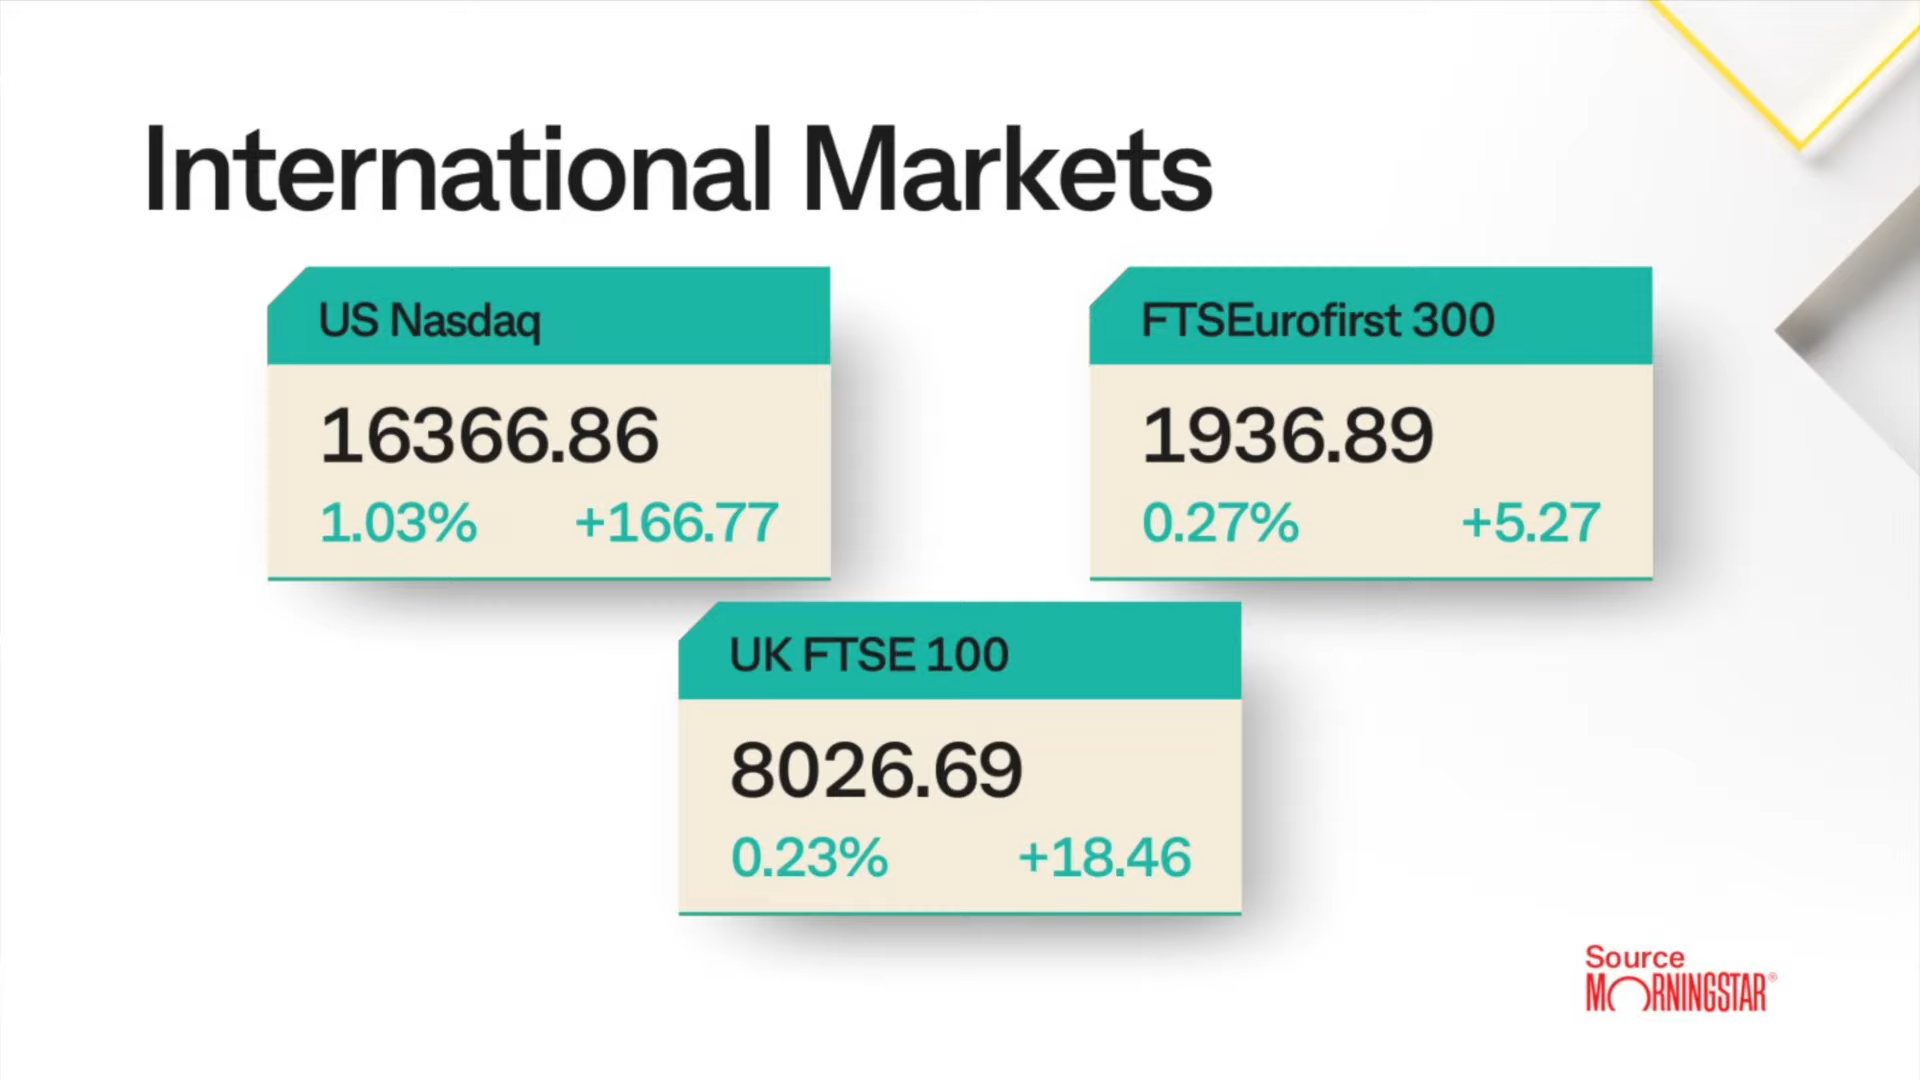 International Markets
US Nasdaq
16366.86
1.03% +166.77
FTSEurofirst 300
1936.89
0.27% +5.27
UK FTSE 100
8026.69
0.23% +18.46
Source
MORNINGSTAR®